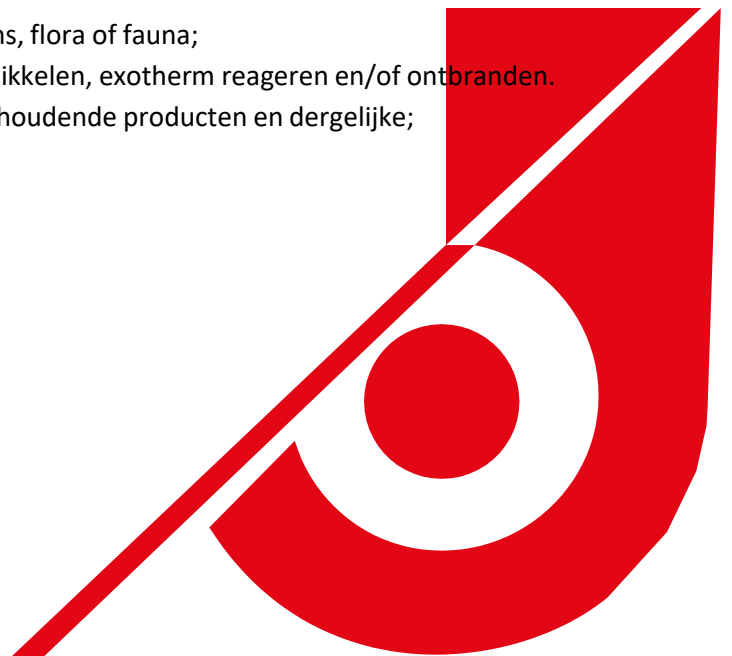 ns, flora of fauna;
ikkelen, exotherm reageren en/of ontbranden.
houdende producten en dergelijke;